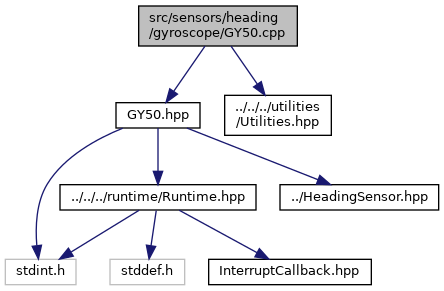 src/sensors/heading
/gyroscope/GY50.cpp
GY50.hpp
../../../utilities
/Utilities.hpp
../../../runtime/Runtime.hpp
../HeadingSensor.hpp
stdint.h
stddef.h
InterruptCallback.hpp